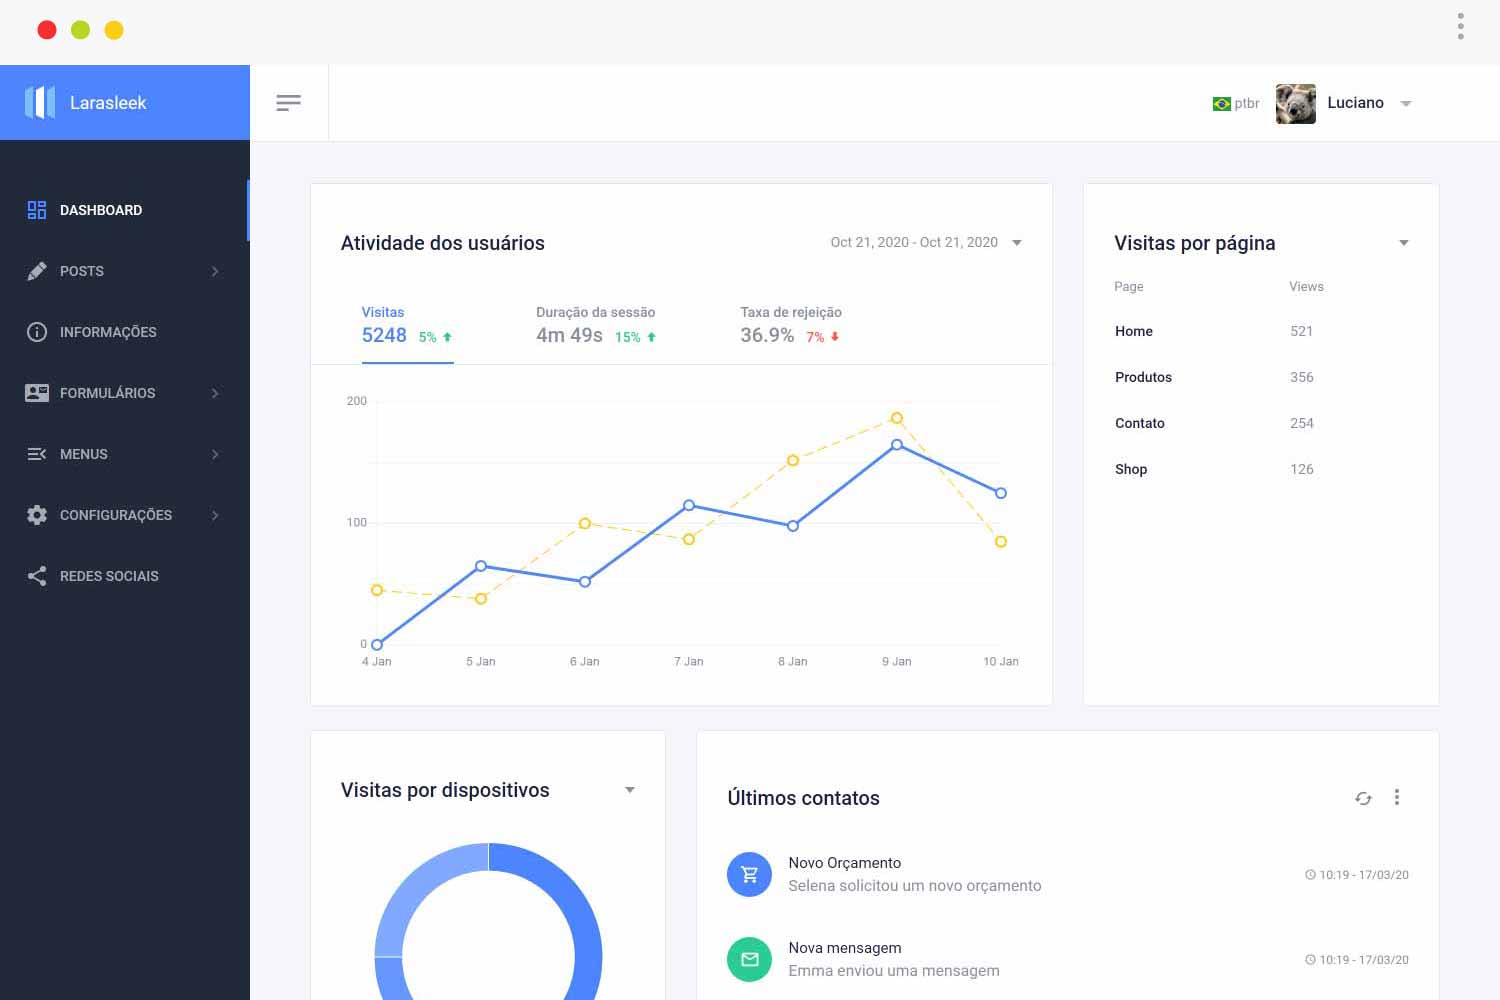 Larasleek
ptbr
Luciano
DASHBOARD
POSTS
INFORMAÇÕES
FORMULÁRIOS
MENUS
CONFIGURAÇÕES
REDES SOCIAIS
Atividade dos usuários
Oct 21, 2020 - Oct 21, 2020
Visitas
5248 5%
Duração da sessão
4m 49s 15%
Taxa de rejeição
36.9% 7%
200
100
0
4 Jan 5 Jan 6 Jan 7 Jan 8 Jan 9 Jan 10 Jan
Visitas por página
Page Views
Home 521
Produtos 356
Contato 254
Shop 126
Visitas por dispositivos
Últimos contatos
Novo Orçamento
Selena solicitou um novo orçamento
10:19 - 17/03/20
Nova mensagem
Emma enviou uma mensagem
10:19 - 17/03/20